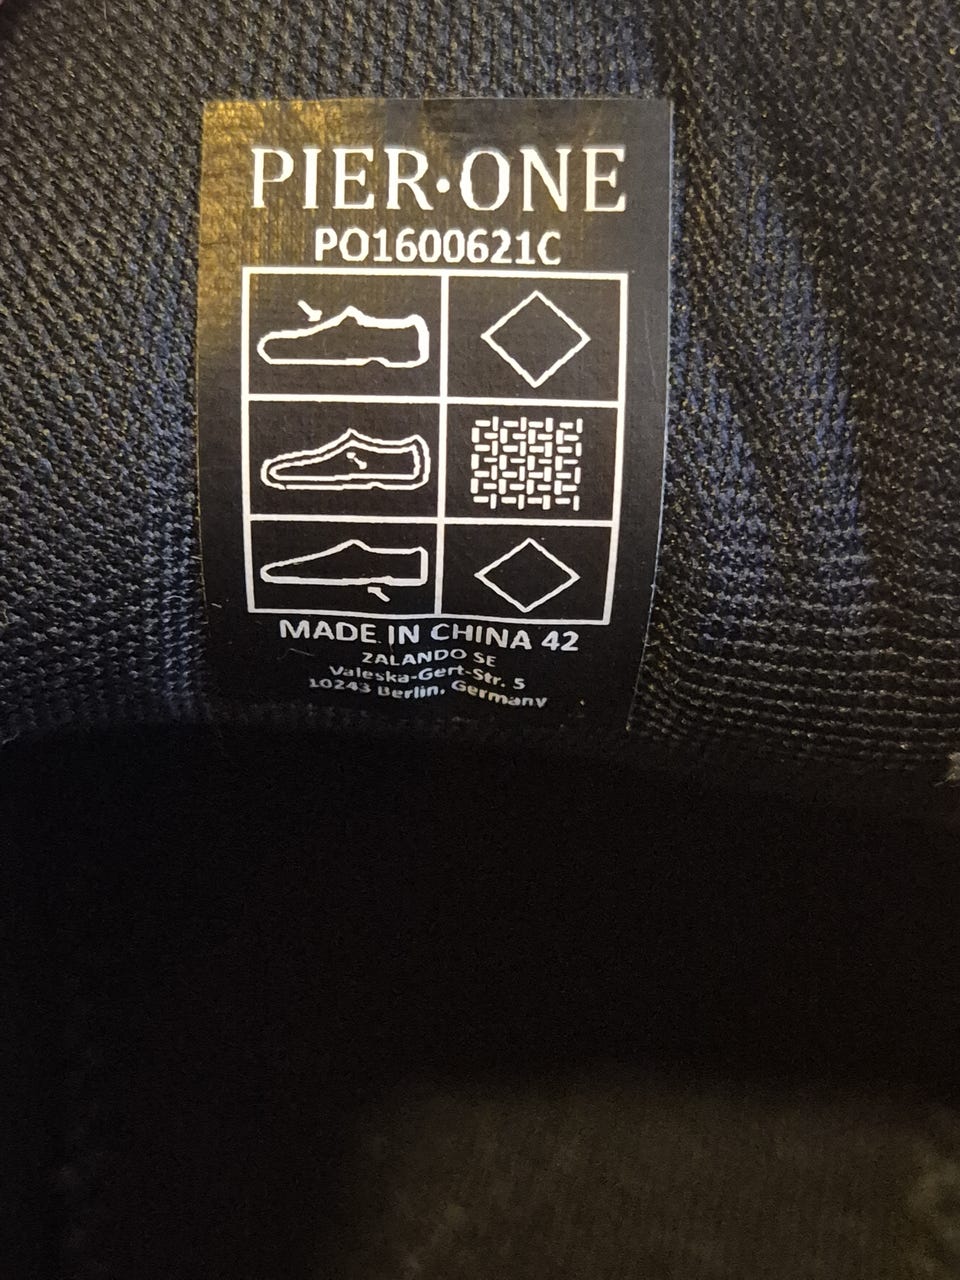 PIER·ONE
PO1600621C
MADE IN CHINA 42
ZALANDO SE
Valeska-Gert-Str. 5
10243 Berlin, Germany